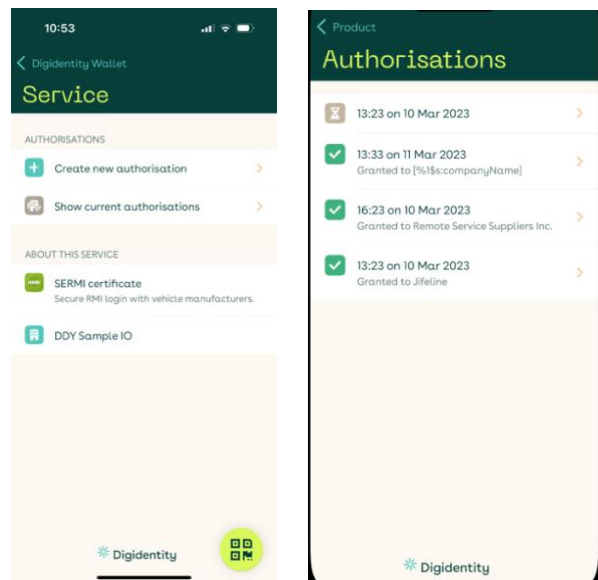 10:53
Digidentity Wallet
Service
AUTHORISATIONS
Create new authorisation
Show current authorisations
ABOUT THIS SERVICE
SERMI certificate
Secure RMI login with vehicle manufacturers.
DDY Sample IO
Digidentity
Product
Authorisations
13:23 on 10 Mar 2023
13:33 on 11 Mar 2023
Granted to [%1$s:companyName]
16:23 on 10 Mar 2023
Granted to Remote Service Suppliers Inc.
13:23 on 10 Mar 2023
Granted to Jifeline
Digidentity